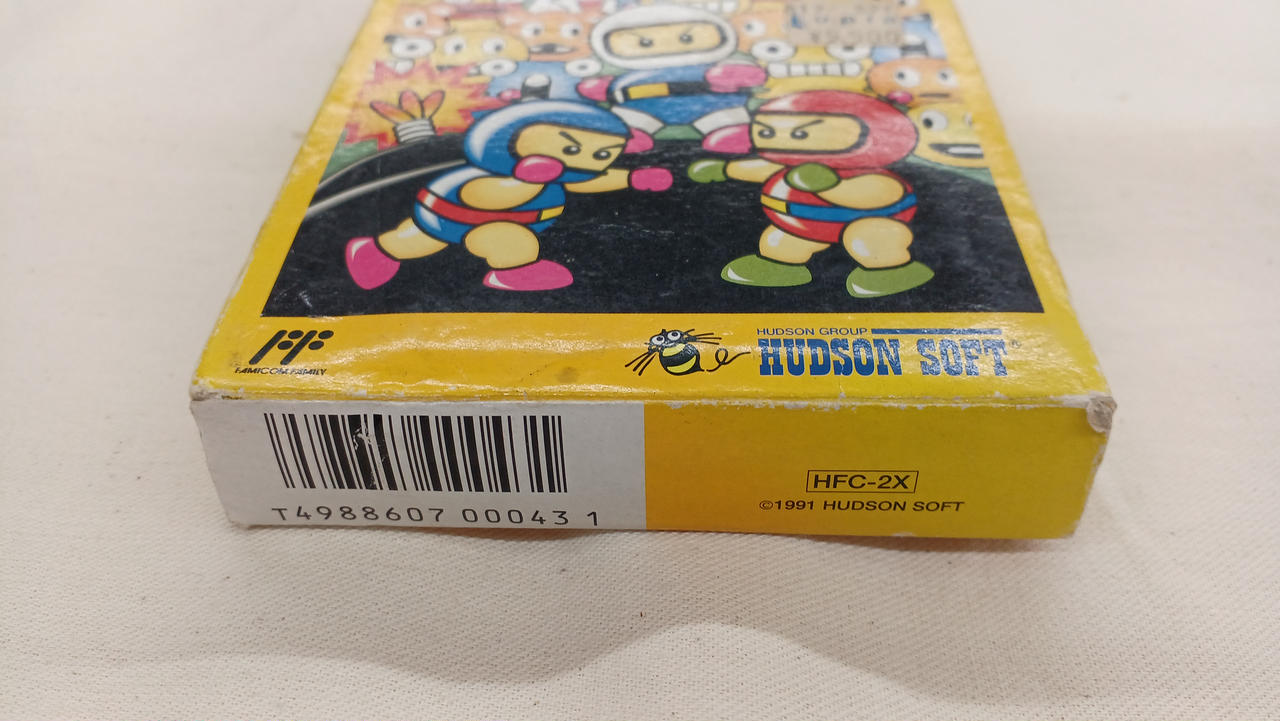 FAMICOM FAMILY
HUDSON GROUP
HUDSON SOFT®
T4988607 00043 1
HFC-2X
©1991 HUDSON SOFT